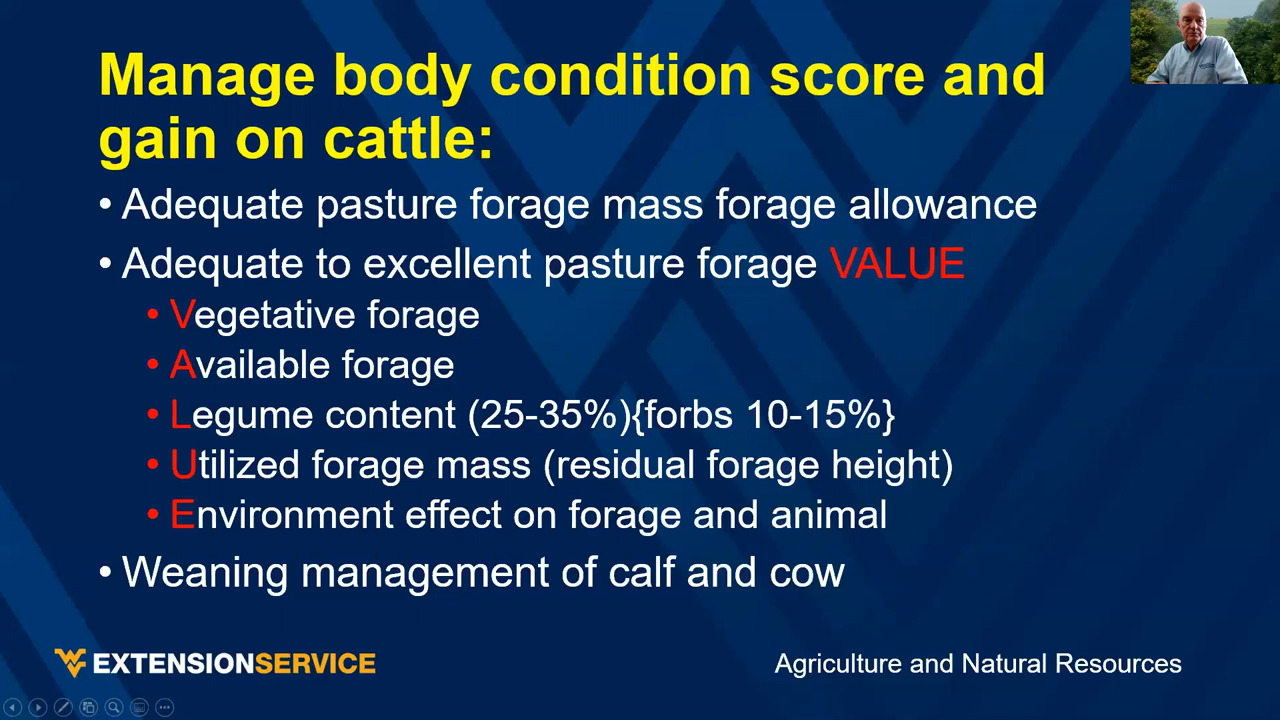 Manage body condition score and
gain on cattle:
• Adequate pasture forage mass forage allowance
• Adequate to excellent pasture forage VALUE
• Vegetative forage
• Available forage
• Legume content (25-35%){forbs 10-15%}
• Utilized forage mass (residual forage height)
• Environment effect on forage and animal
• Weaning management of calf and cow
EXTENSIONSERVICE
Agriculture and Natural Resources